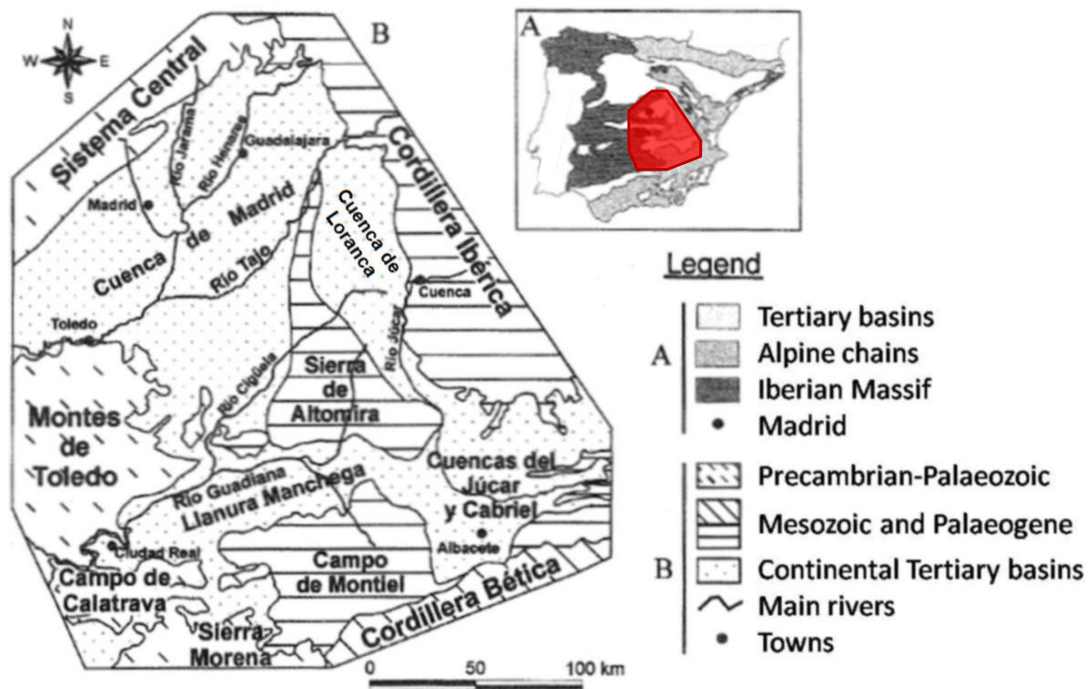 N
W E
S
B
A
Sistema Central
Río Jarama
Río Henares
Guadalajara
Madrid
Cuenca
de
Madrid
Río Tajo
Toledo
Cuenca de
Loranca
Cordillera Ibérica
Cuenca
Río Júcar
Río Cigüela
Sierra
de
Altomira
Montes
de
Toledo
Cuencas del
Júcar
y Cabriel
Río Guadiana
Llanura Manchega
Ciudad Real
Albacete
Campo de
Calatrava
Campo
de Montiel
Cordillera Bética
Sierra
Morena
0 50 100 km
Legend
A
Tertiary basins
Alpine chains
Iberian Massif
Madrid
B
Precambrian-Palaeozoic
Mesozoic and Palaeogene
Continental Tertiary basins
Main rivers
Towns